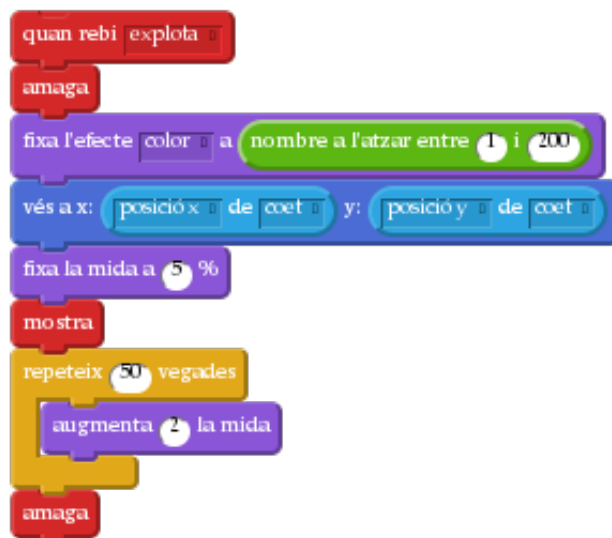 quan rebi explota
amaga
fixa l'efecte color a nombre a l'atzar entre 1 i 200
vés a x: posició x de coet y: posició y de coet
fixa la mida a 5 %
mostra
repeteix 50 vegades
augmenta 2 la mida
amaga